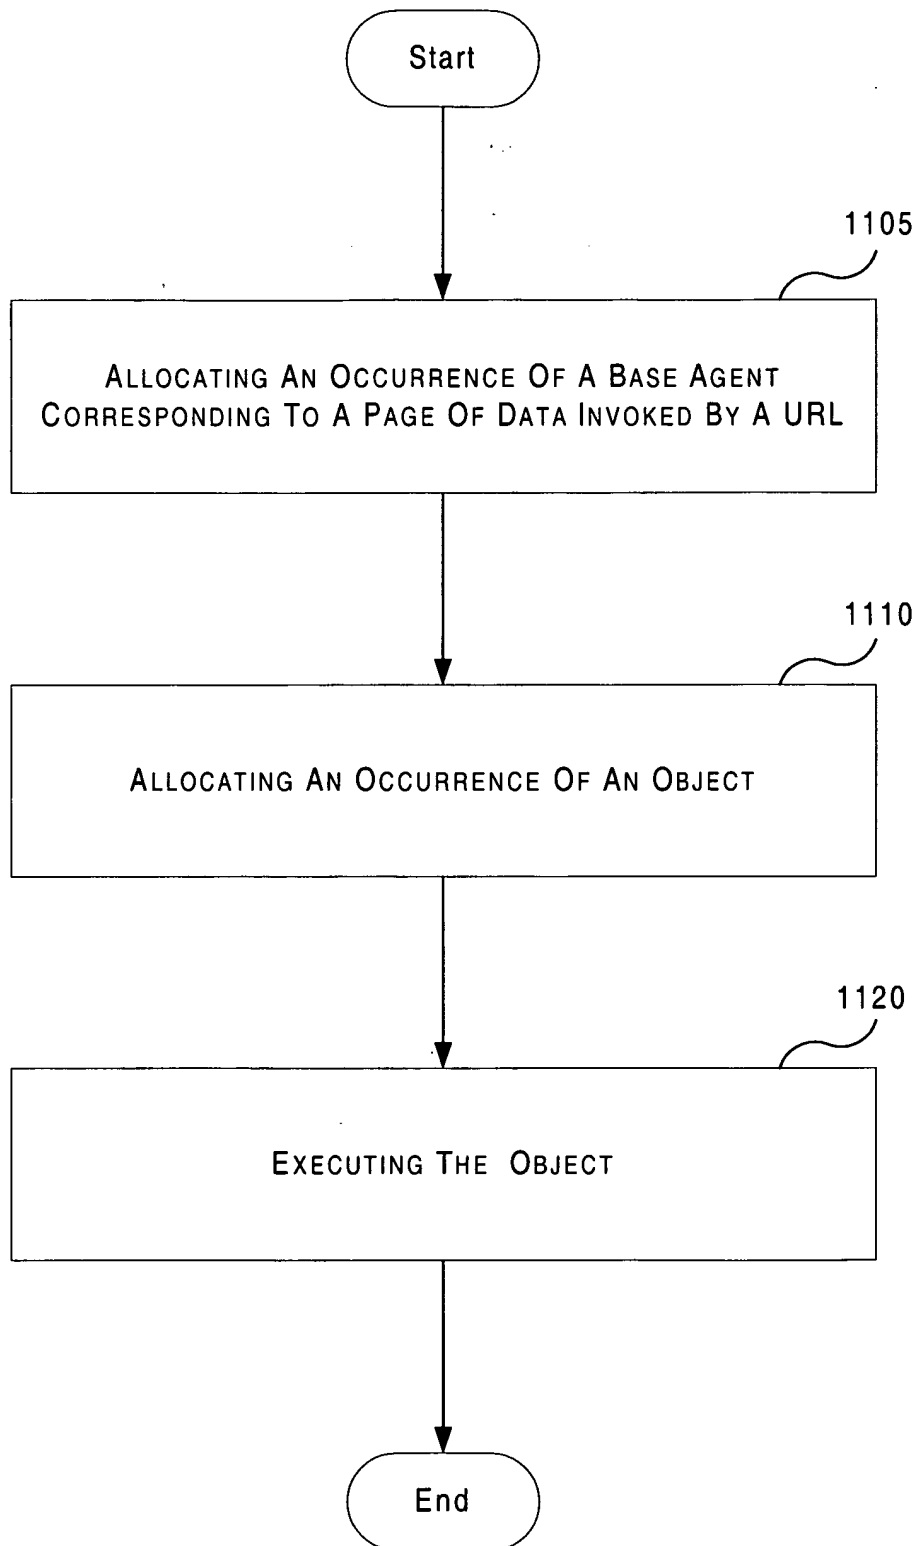 Start
1105
ALLOCATING AN OCCURRENCE OF A BASE AGENT
CORRESPONDING TO A PAGE OF DATA INVOKED BY A URL
1110
ALLOCATING AN OCCURRENCE OF AN OBJECT
1120
EXECUTING THE OBJECT
End